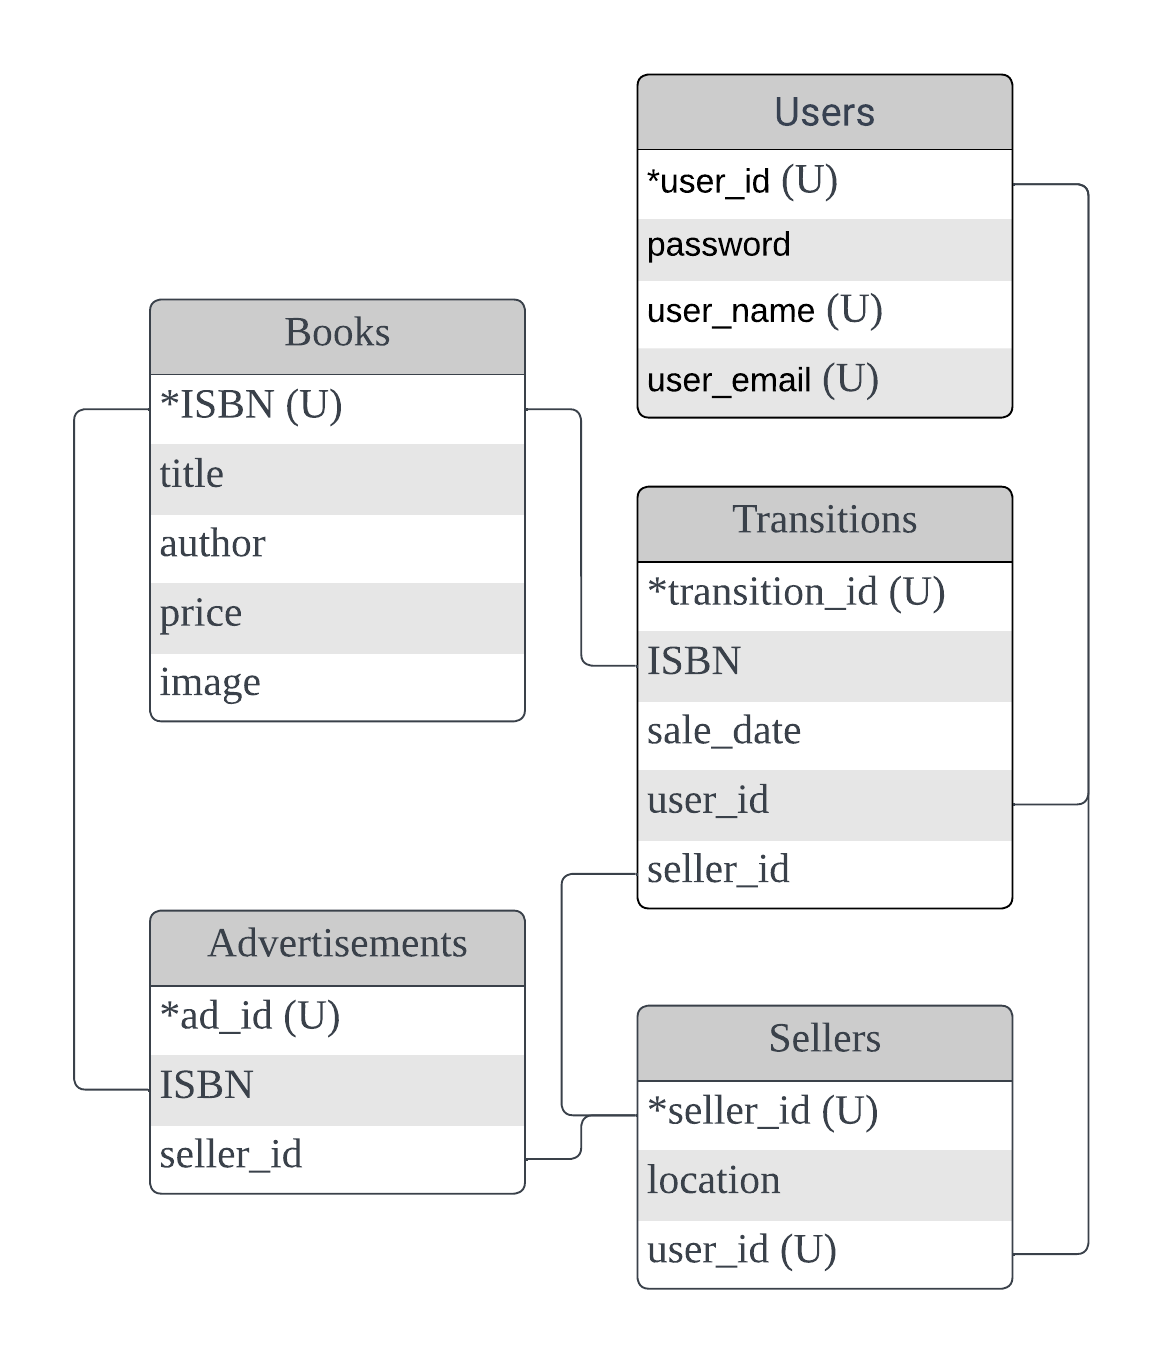 Users
*user_id (U)
password
user_name (U)
user_email (U)
Books
*ISBN (U)
title
author
price
image
Transitions
*transition_id (U)
ISBN
sale_date
user_id
seller_id
Advertisements
*ad_id (U)
ISBN
seller_id
Sellers
*seller_id (U)
location
user_id (U)